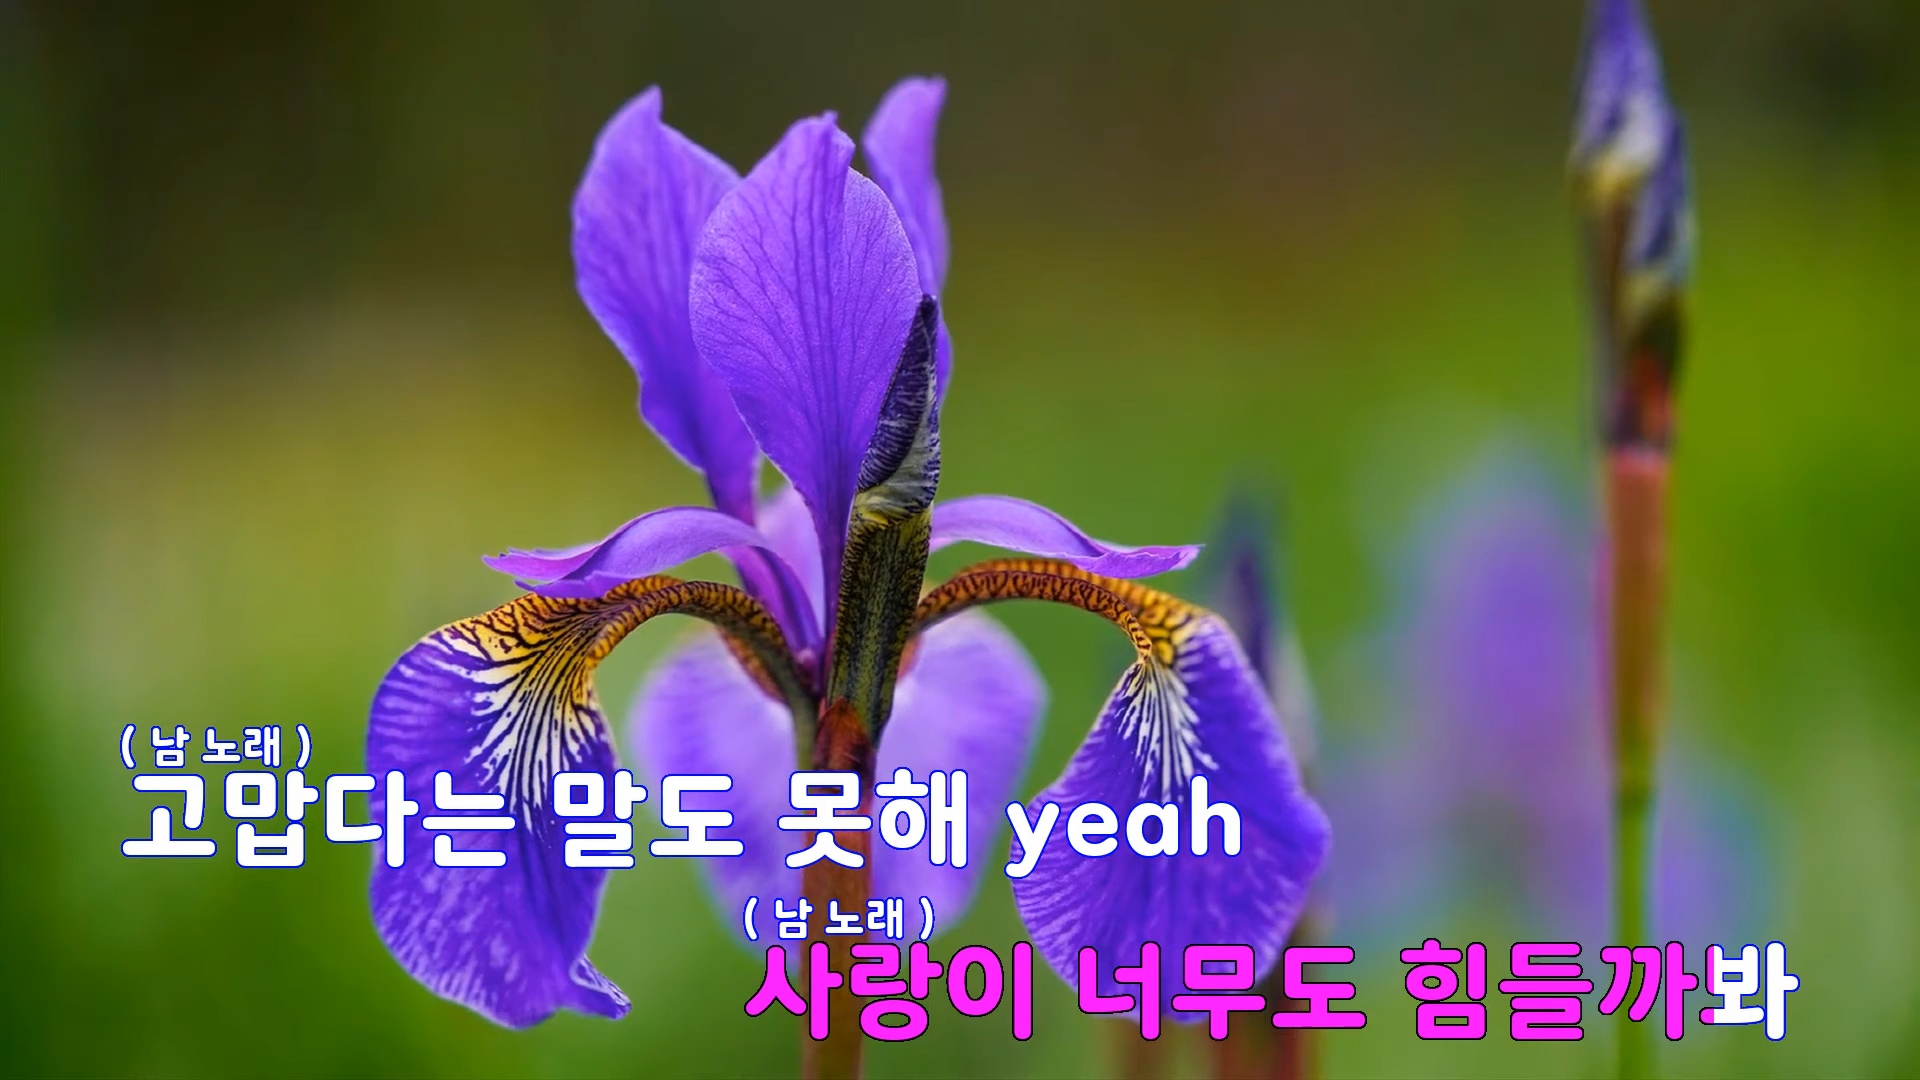 ( 남 노래 )
고맙다는 말도 못해 yeah
( 남 노래 )
사랑이 너무도 힘들까봐